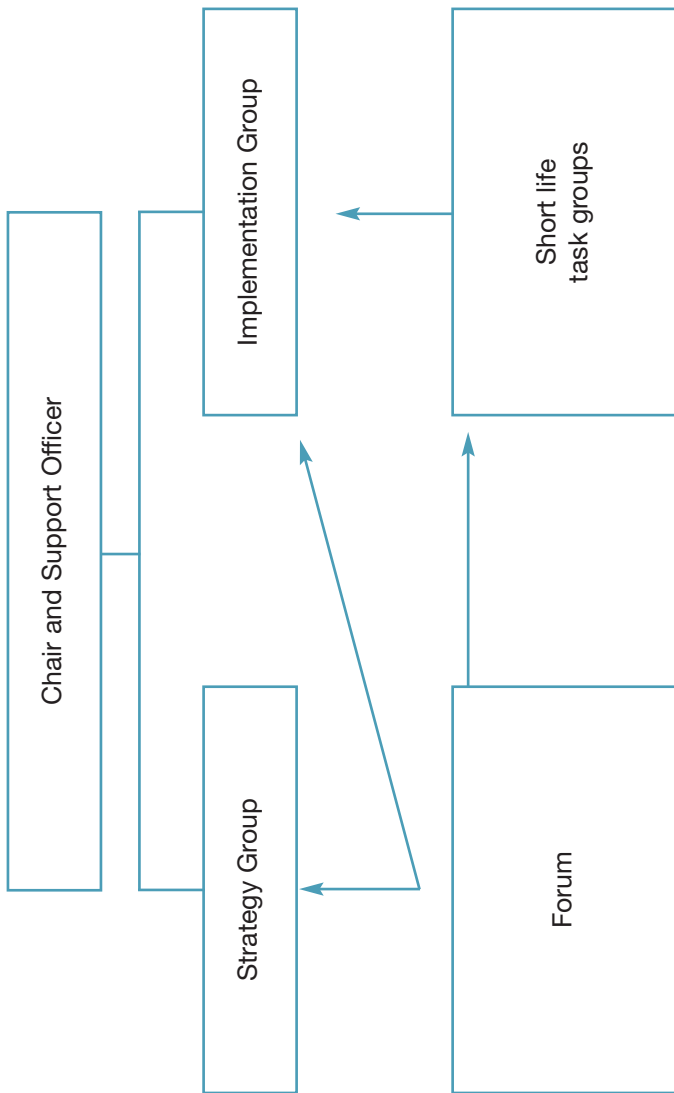 Chair and Support Officer
Strategy Group
Implementation Group
Forum
Short life
task groups